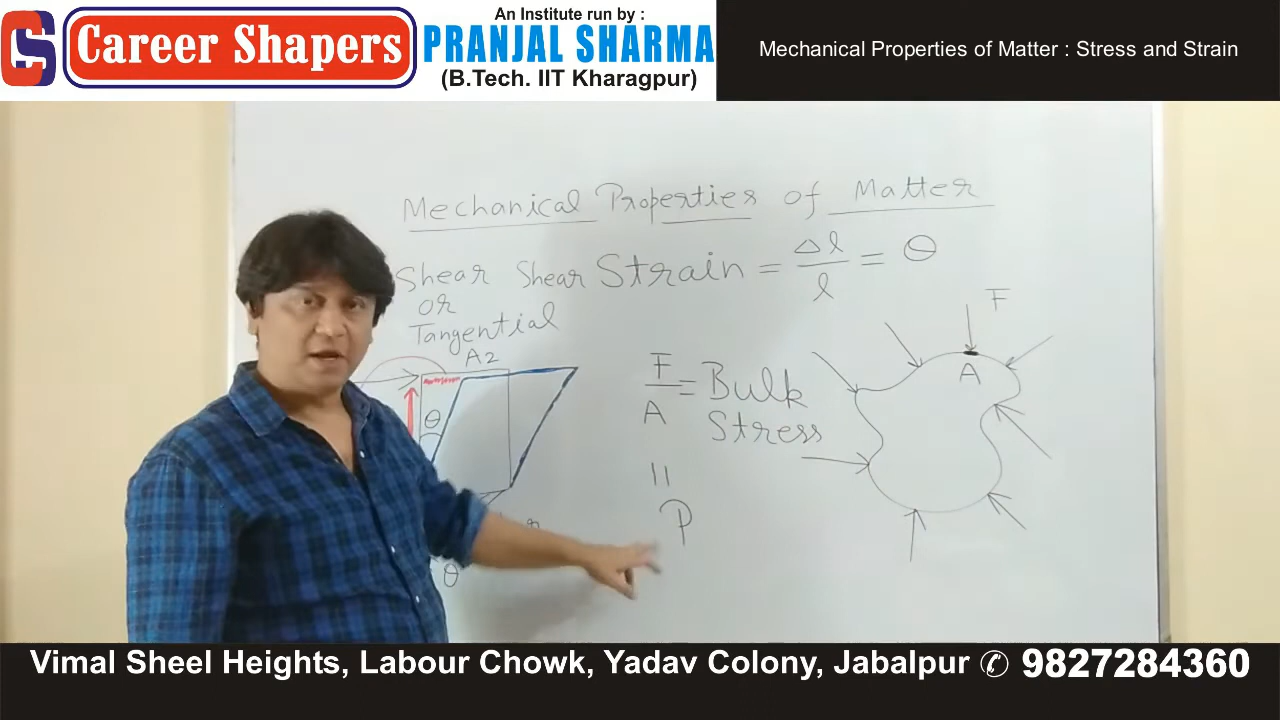 An Institute run by :
CS Career Shapers
PRANJAL SHARMA
(B.Tech. IIT Kharagpur)
Mechanical Properties of Matter : Stress and Strain
Mechanical Properties of Matter
Shear Shear Strain = Δl / l = θ
or
Tangential
A2
θ
F / A = Bulk Stress
=
P
F
A
θ
Vimal Sheel Heights, Labour Chowk, Yadav Colony, Jabalpur ✆ 9827284360